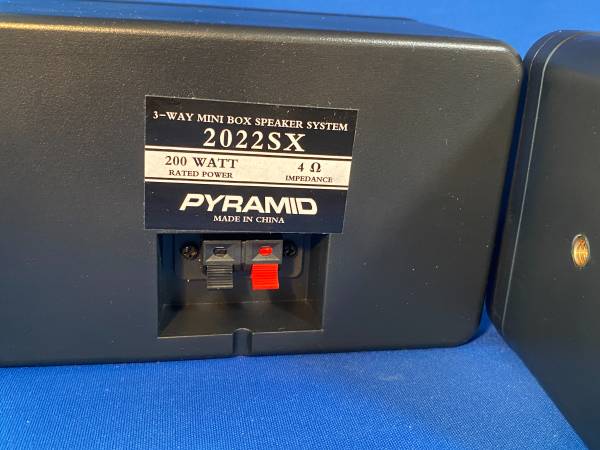 3-WAY MINI BOX SPEAKER SYSTEM
2022SX
200 WATT 4 Ω
RATED POWER IMPEDANCE
PYRAMID
MADE IN CHINA